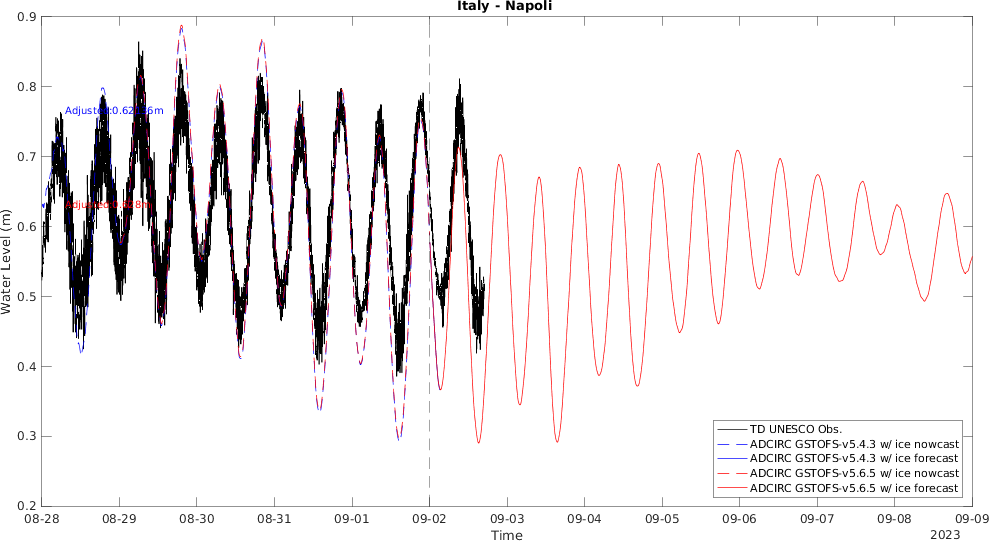 Italy - Napoli
Water Level (m)
0.9
0.8
0.7
0.6
0.5
0.4
0.3
0.2
08-28
08-29
08-30
08-31
09-01
09-02
09-03
09-04
09-05
09-06
09-07
09-08
09-09
Time
2023
TD UNESCO Obs.
ADCIRC GSTOFS-v5.4.3 w/ ice nowcast
ADCIRC GSTOFS-v5.4.3 w/ ice forecast
ADCIRC GSTOFS-v5.6.5 w/ ice nowcast
ADCIRC GSTOFS-v5.6.5 w/ ice forecast